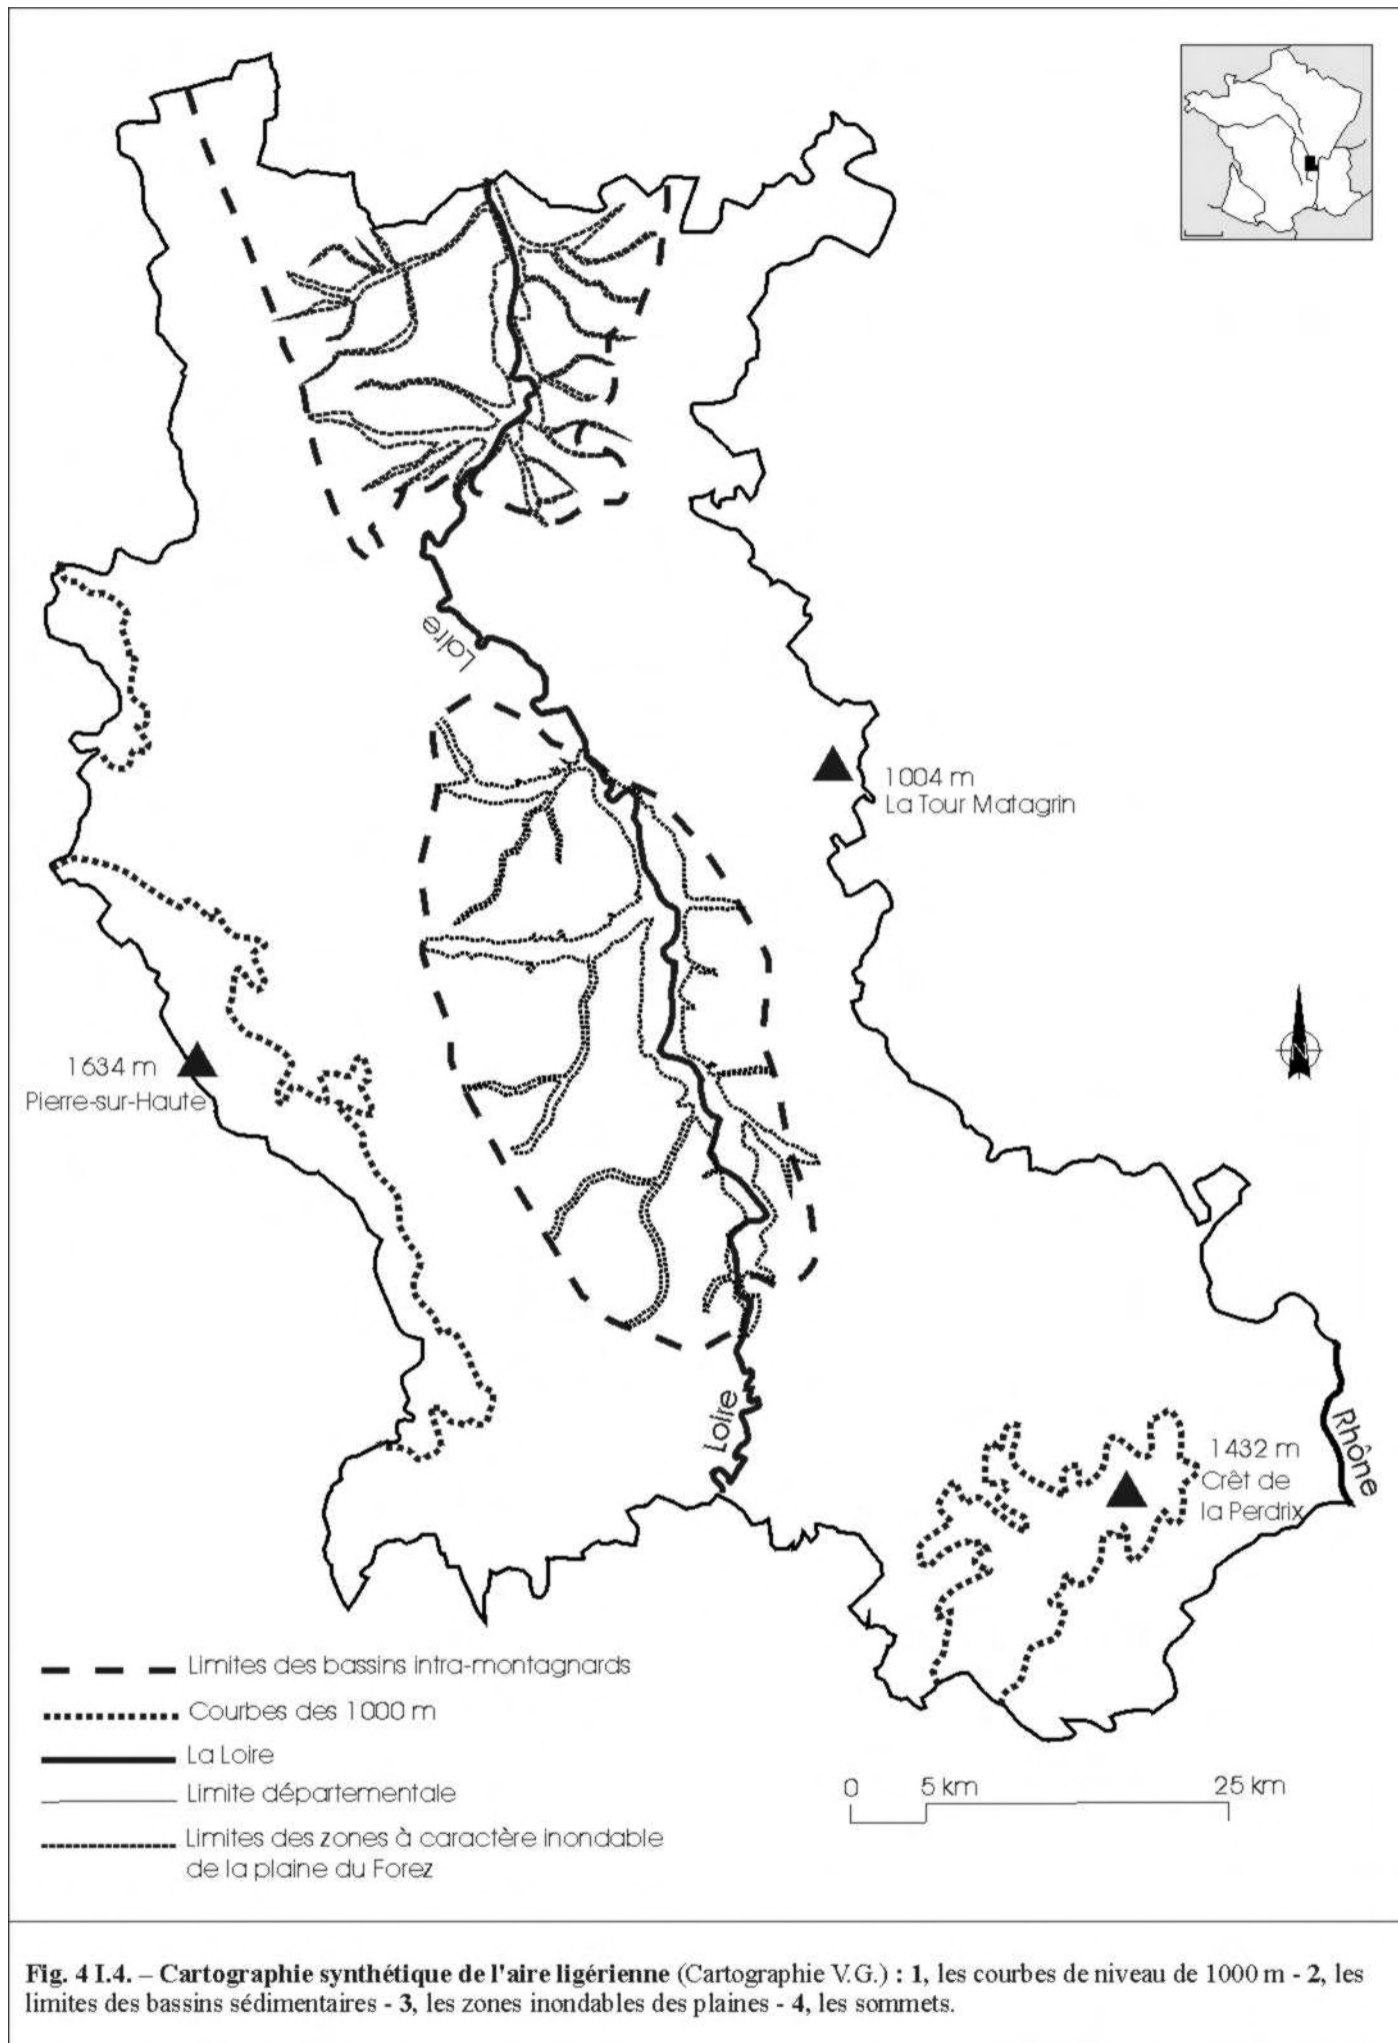 Loire
1004 m
La Tour Matagrin
1634 m
Pierre-sur-Haute
N
Loire
Rhône
1432 m
Crêt de
la Perdrix
Limites des bassins intra-montagnards
Courbes des 1000 m
La Loire
Limite départementale
Limites des zones à caractère inondable
de la plaine du Forez
0 5 km 25 km
Fig. 4 I.4. – Cartographie synthétique de l'aire ligérienne (Cartographie V.G.) : 1, les courbes de niveau de 1000 m - 2, les
limites des bassins sédimentaires - 3, les zones inondables des plaines - 4, les sommets.